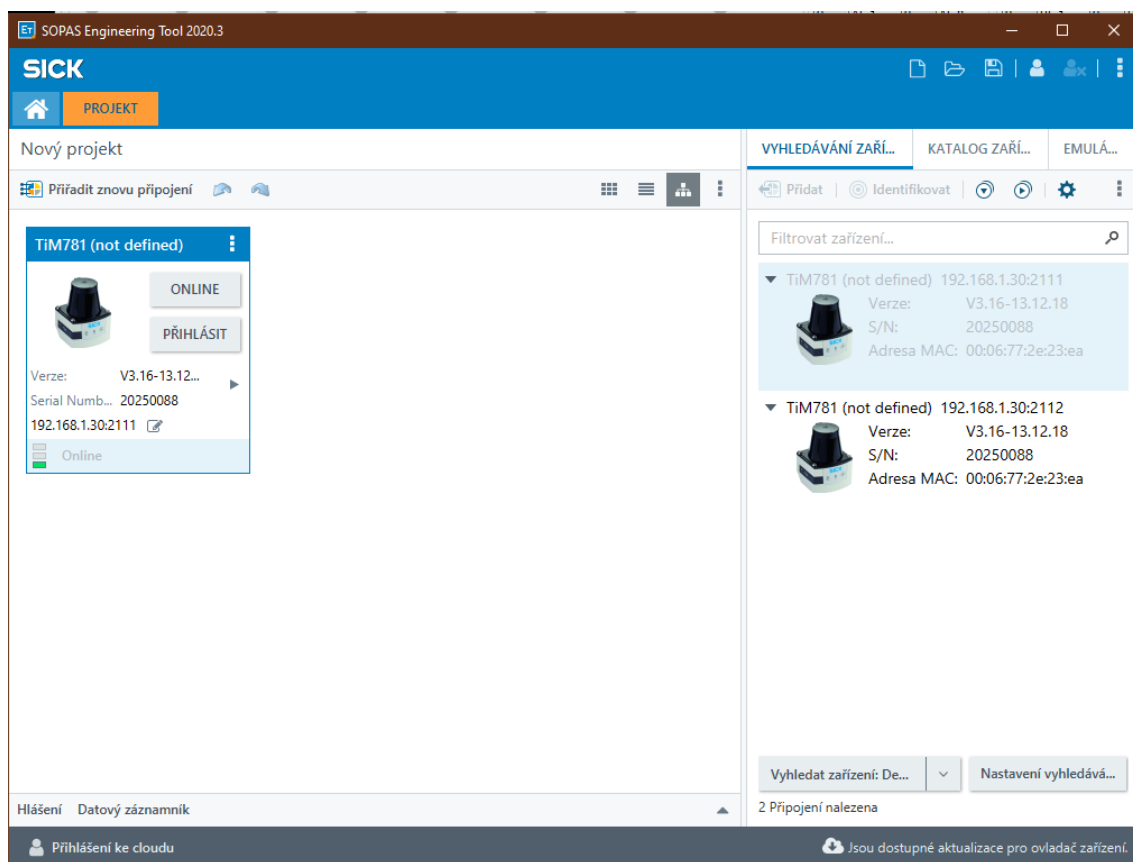 SOPAS Engineering Tool 2020.3
SICK
PROJEKT
Nový projekt
Přiřadit znovu připojení
TiM781 (not defined)
ONLINE
PŘIHLÁSIT
Verze: V3.16-13.12...
Serial Numb... 20250088
192.168.1.30:2111
Online
Hlášení Datový záznamník
VYHLEDÁVÁNÍ ZAŘÍ... KATALOG ZAŘÍ... EMULÁ...
Přidat Identifikovat
Filtrovat zařízení...
TiM781 (not defined) 192.168.1.30:2111
Verze: V3.16-13.12.18
S/N: 20250088
Adresa MAC: 00:06:77:2e:23:ea
TiM781 (not defined) 192.168.1.30:2112
Verze: V3.16-13.12.18
S/N: 20250088
Adresa MAC: 00:06:77:2e:23:ea
Vyhledat zařízení: De... Nastavení vyhledává...
2 Připojení nalezena
Přihlášení ke cloudu
Jsou dostupné aktualizace pro ovladač zařízení.